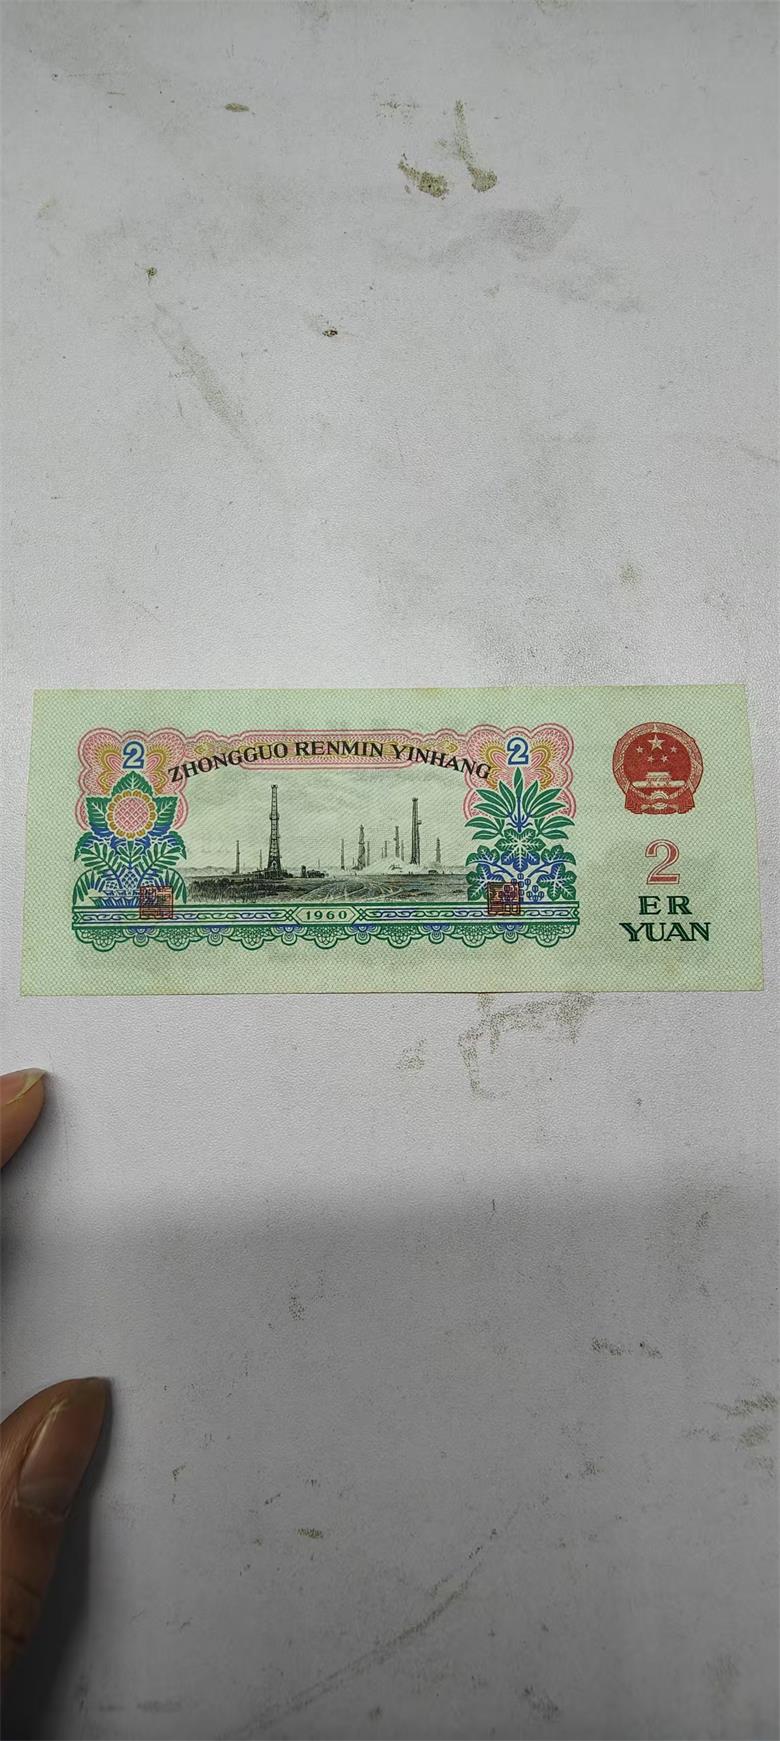 2
2
ZHONGGUO RENMIN YINHANG
1960
2
ER
YUAN